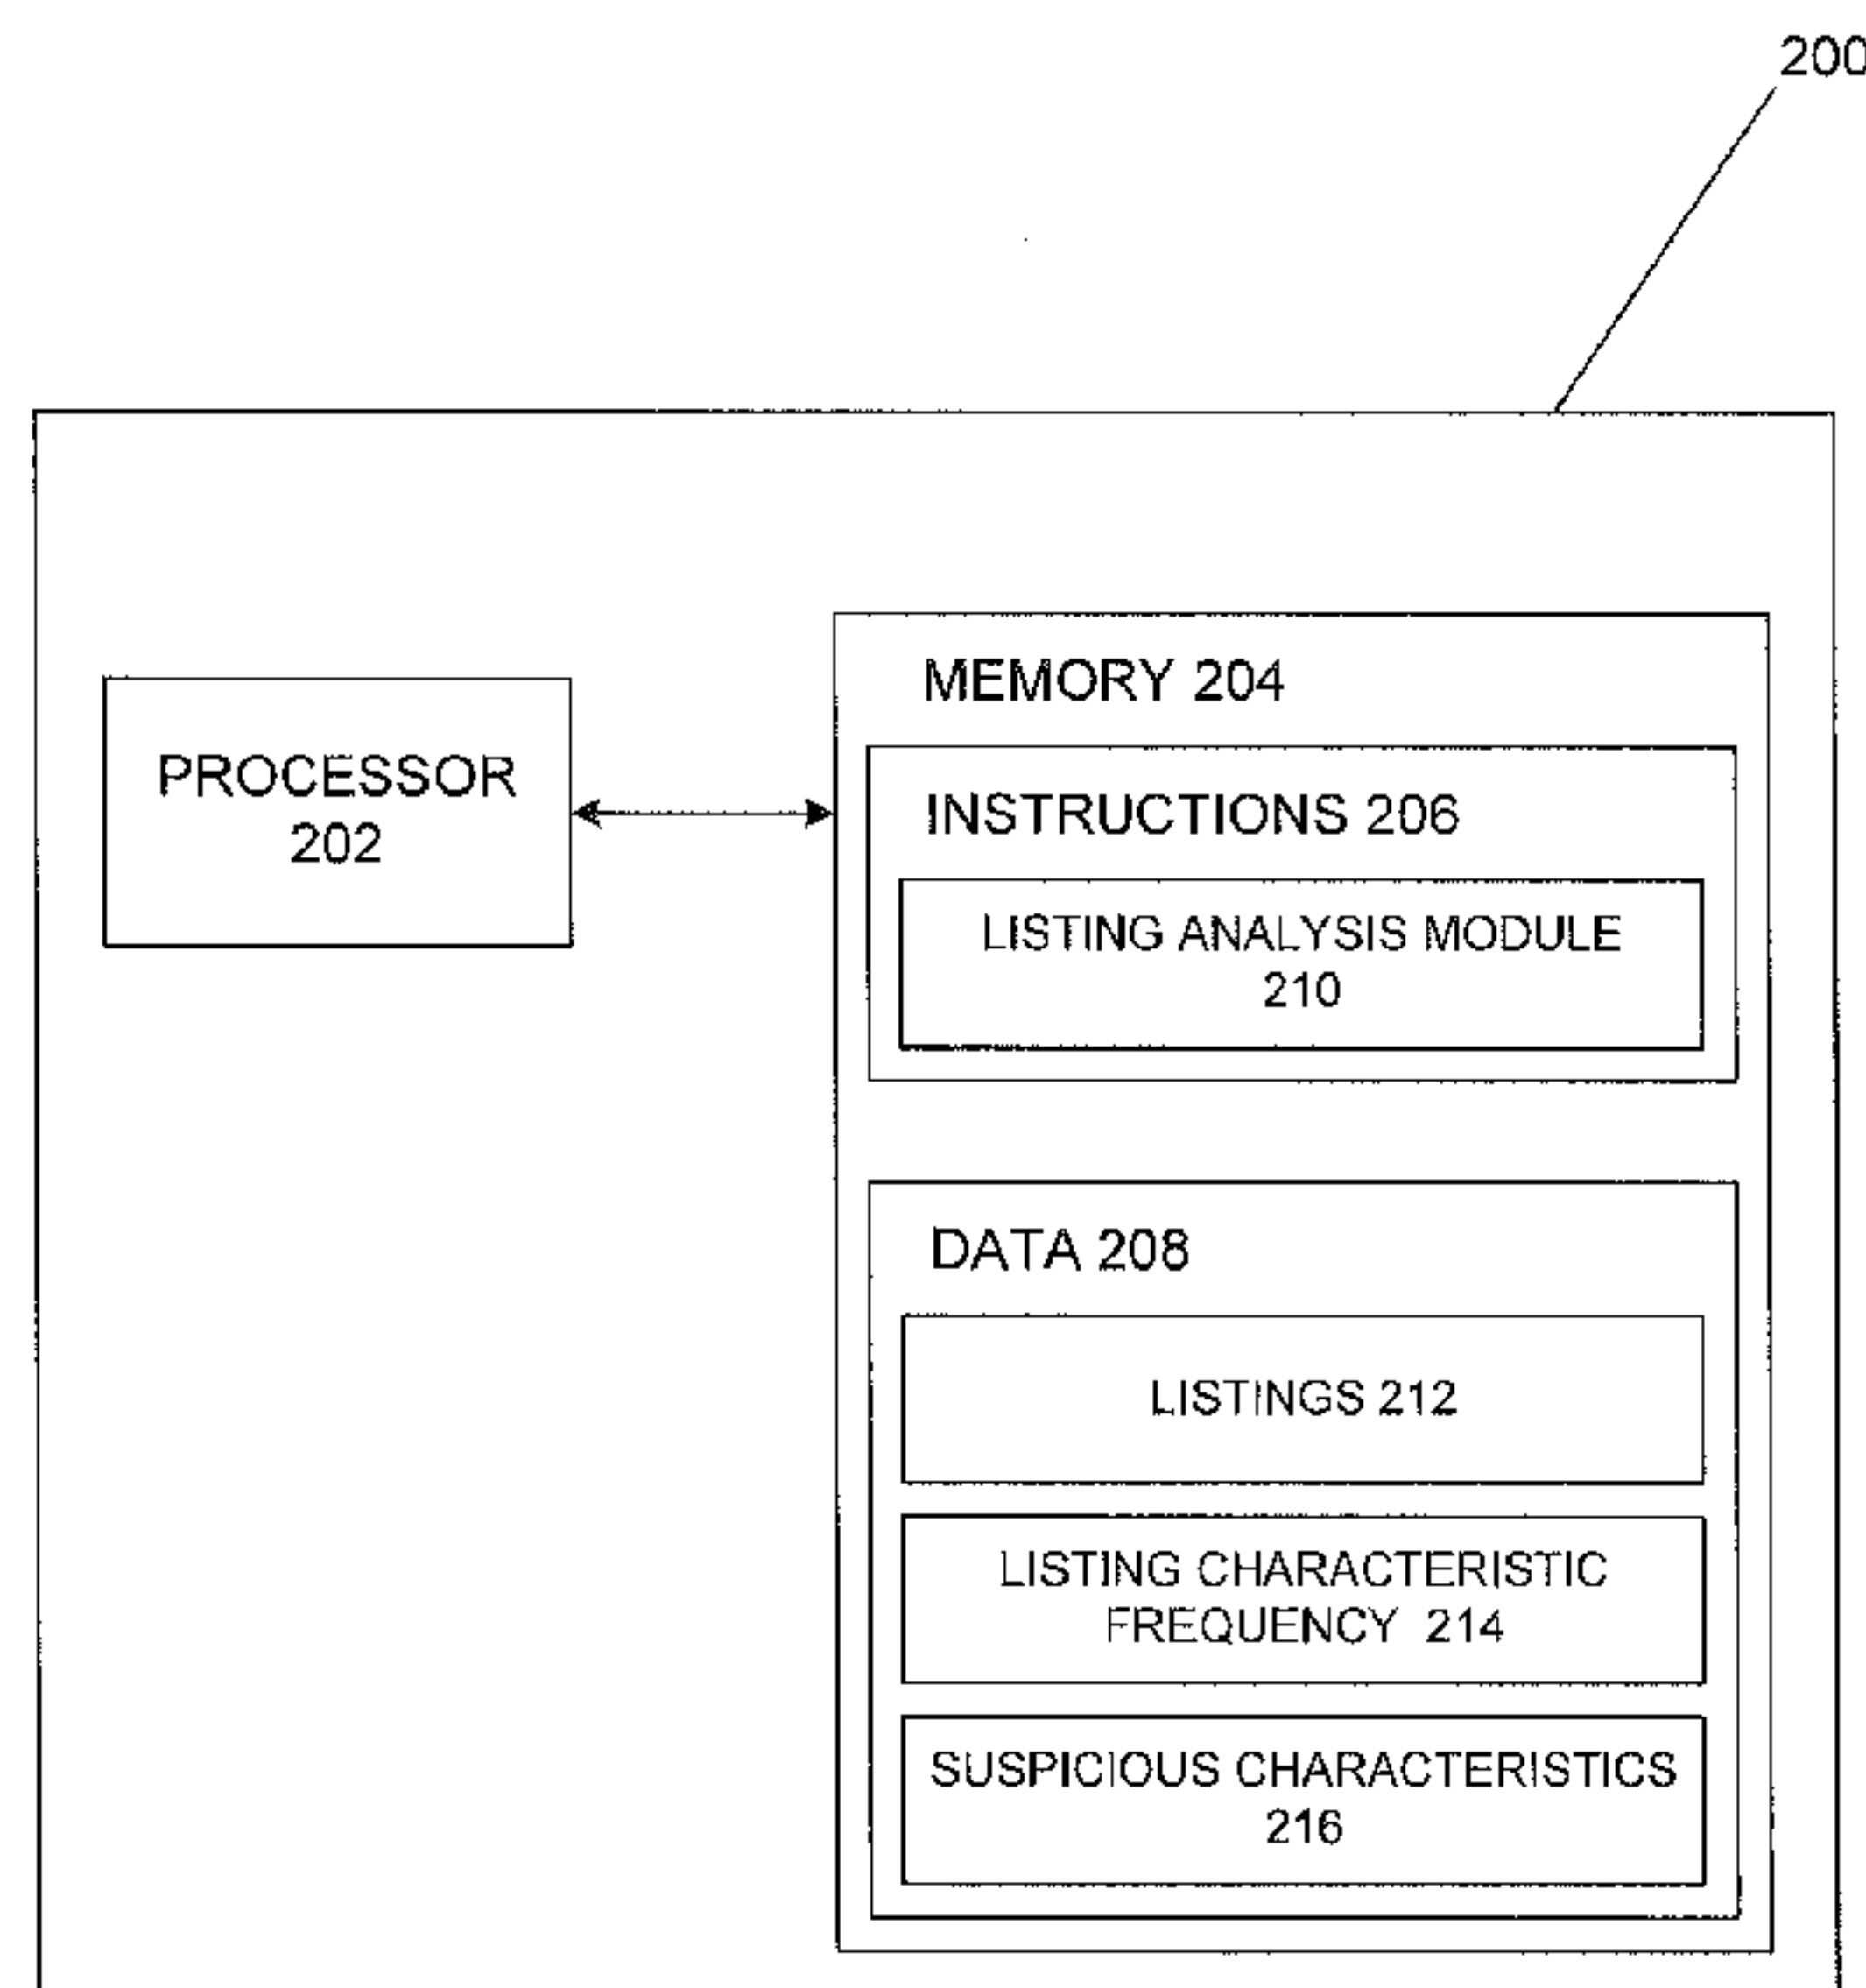 200
MEMORY 204
PROCESSOR
202
INSTRUCTIONS 206
LISTING ANALYSIS MODULE
210
DATA 208
LISTINGS 212
LISTING CHARACTERISTIC
FREQUENCY 214
SUSPICIOUS CHARACTERISTICS
216